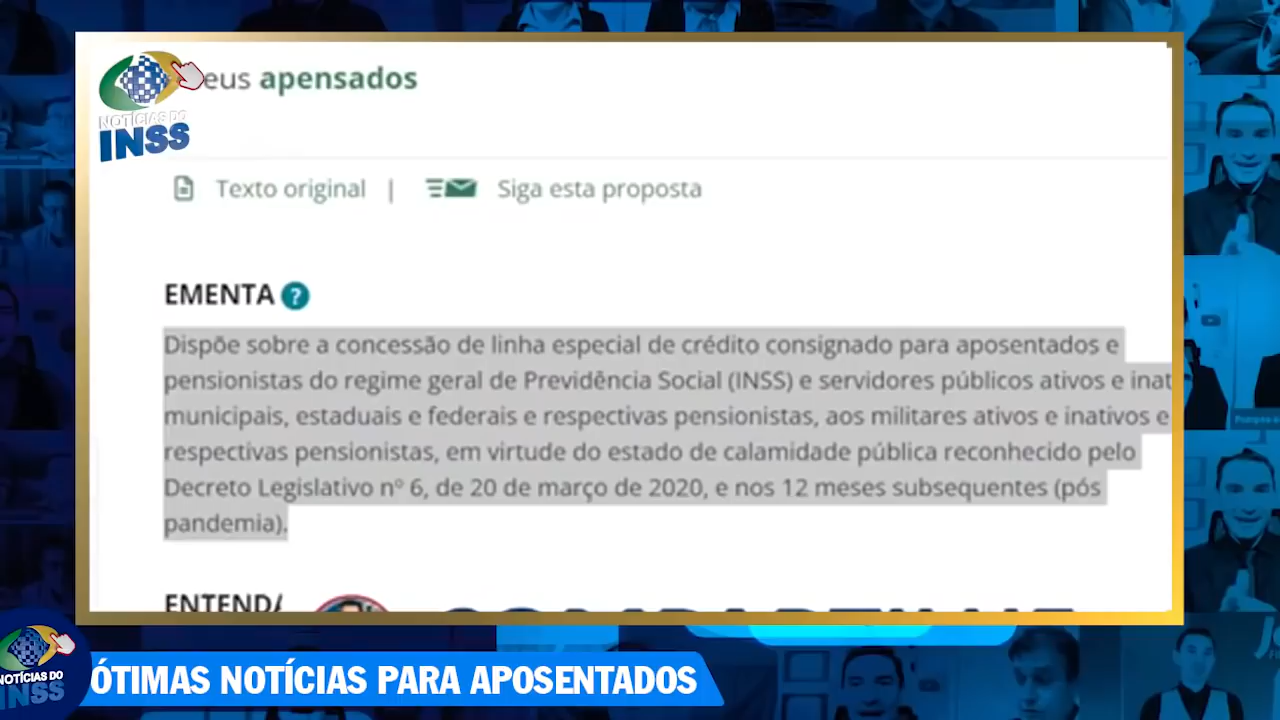 eus apensados
NOTÍCIAS DO
INSS
Texto original | Siga esta proposta
EMENTA ?
Dispõe sobre a concessão de linha especial de crédito consignado para aposentados e
pensionistas do regime geral de Previdência Social (INSS) e servidores públicos ativos e inat
municipais, estaduais e federais e respectivas pensionistas, aos militares ativos e inativos e
respectivas pensionistas, em virtude do estado de calamidade pública reconhecido pelo
Decreto Legislativo nº 6, de 20 de março de 2020, e nos 12 meses subsequentes (pós
pandemia).
ENTENDA
NOTÍCIAS DO
INSS
ÓTIMAS NOTÍCIAS PARA APOSENTADOS